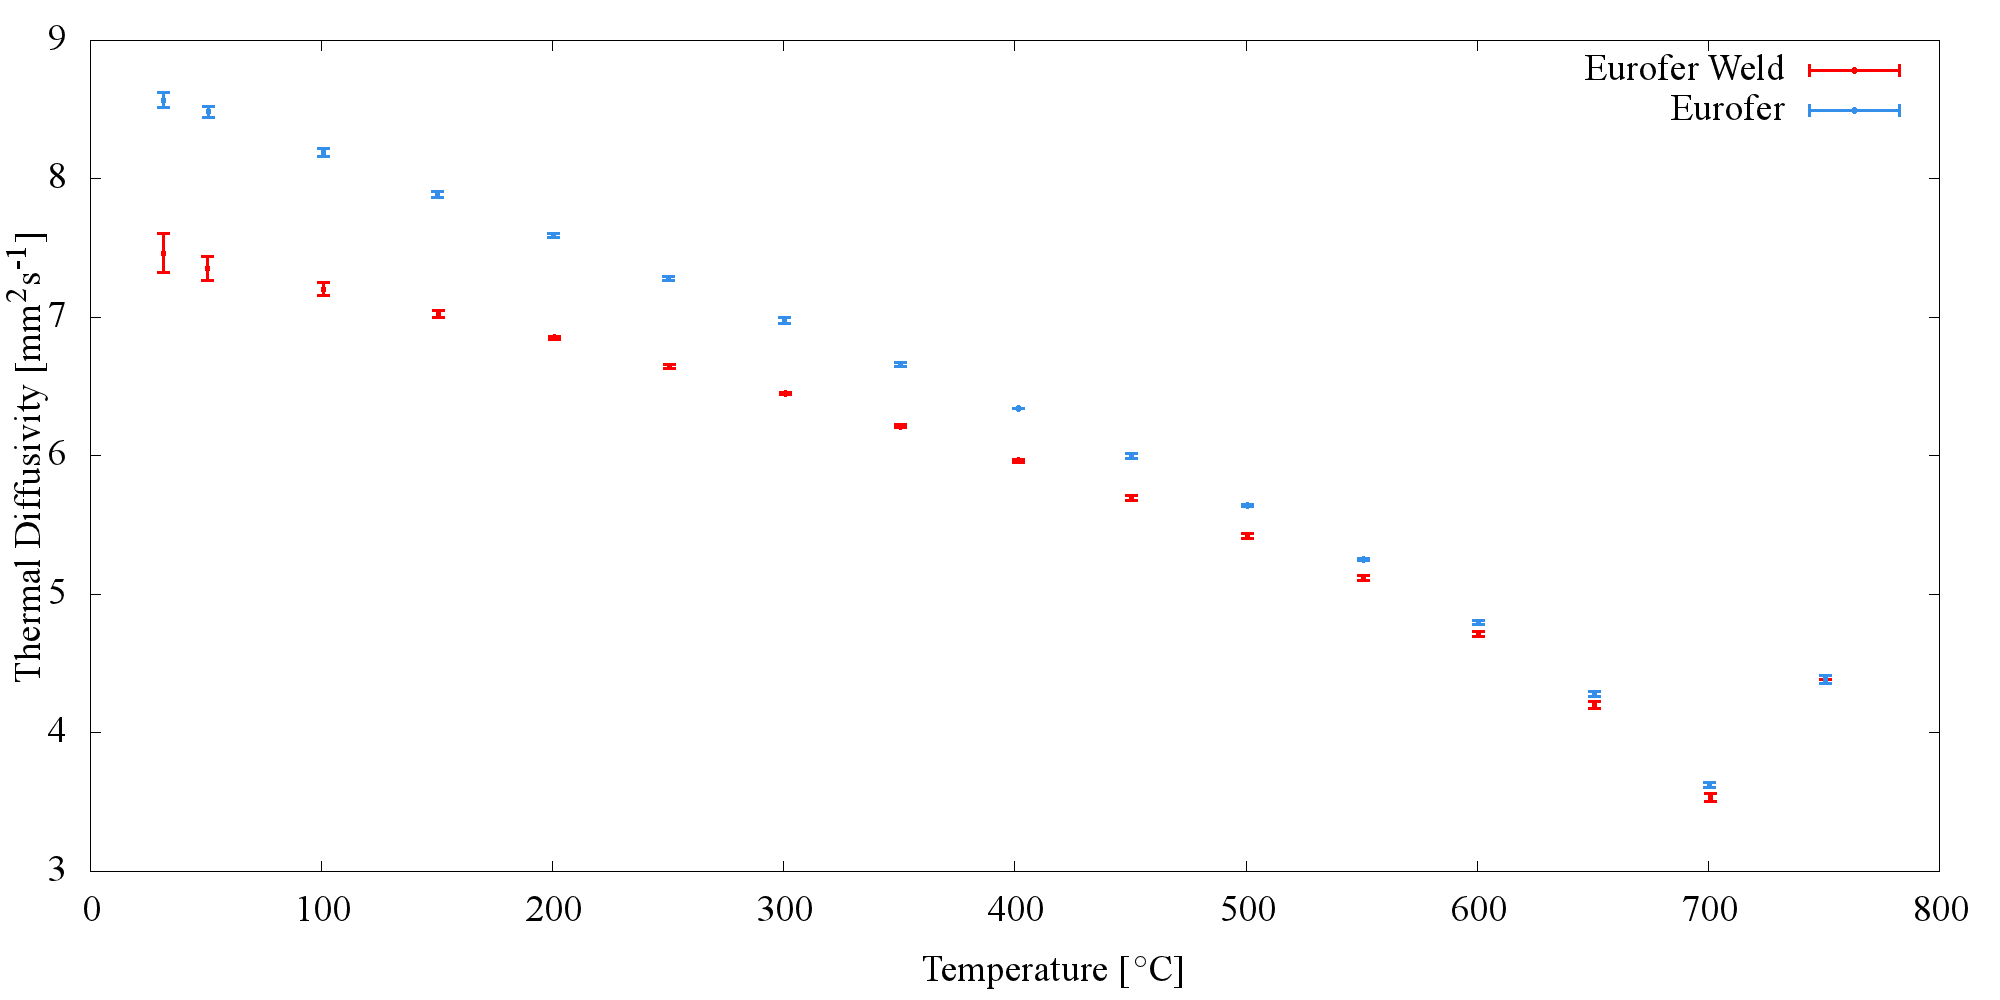 9
8
7
6
5
4
3
Thermal Diffusivity [mm²s⁻¹]
Eurofer Weld
Eurofer
0 100 200 300 400 500 600 700 800
Temperature [°C]